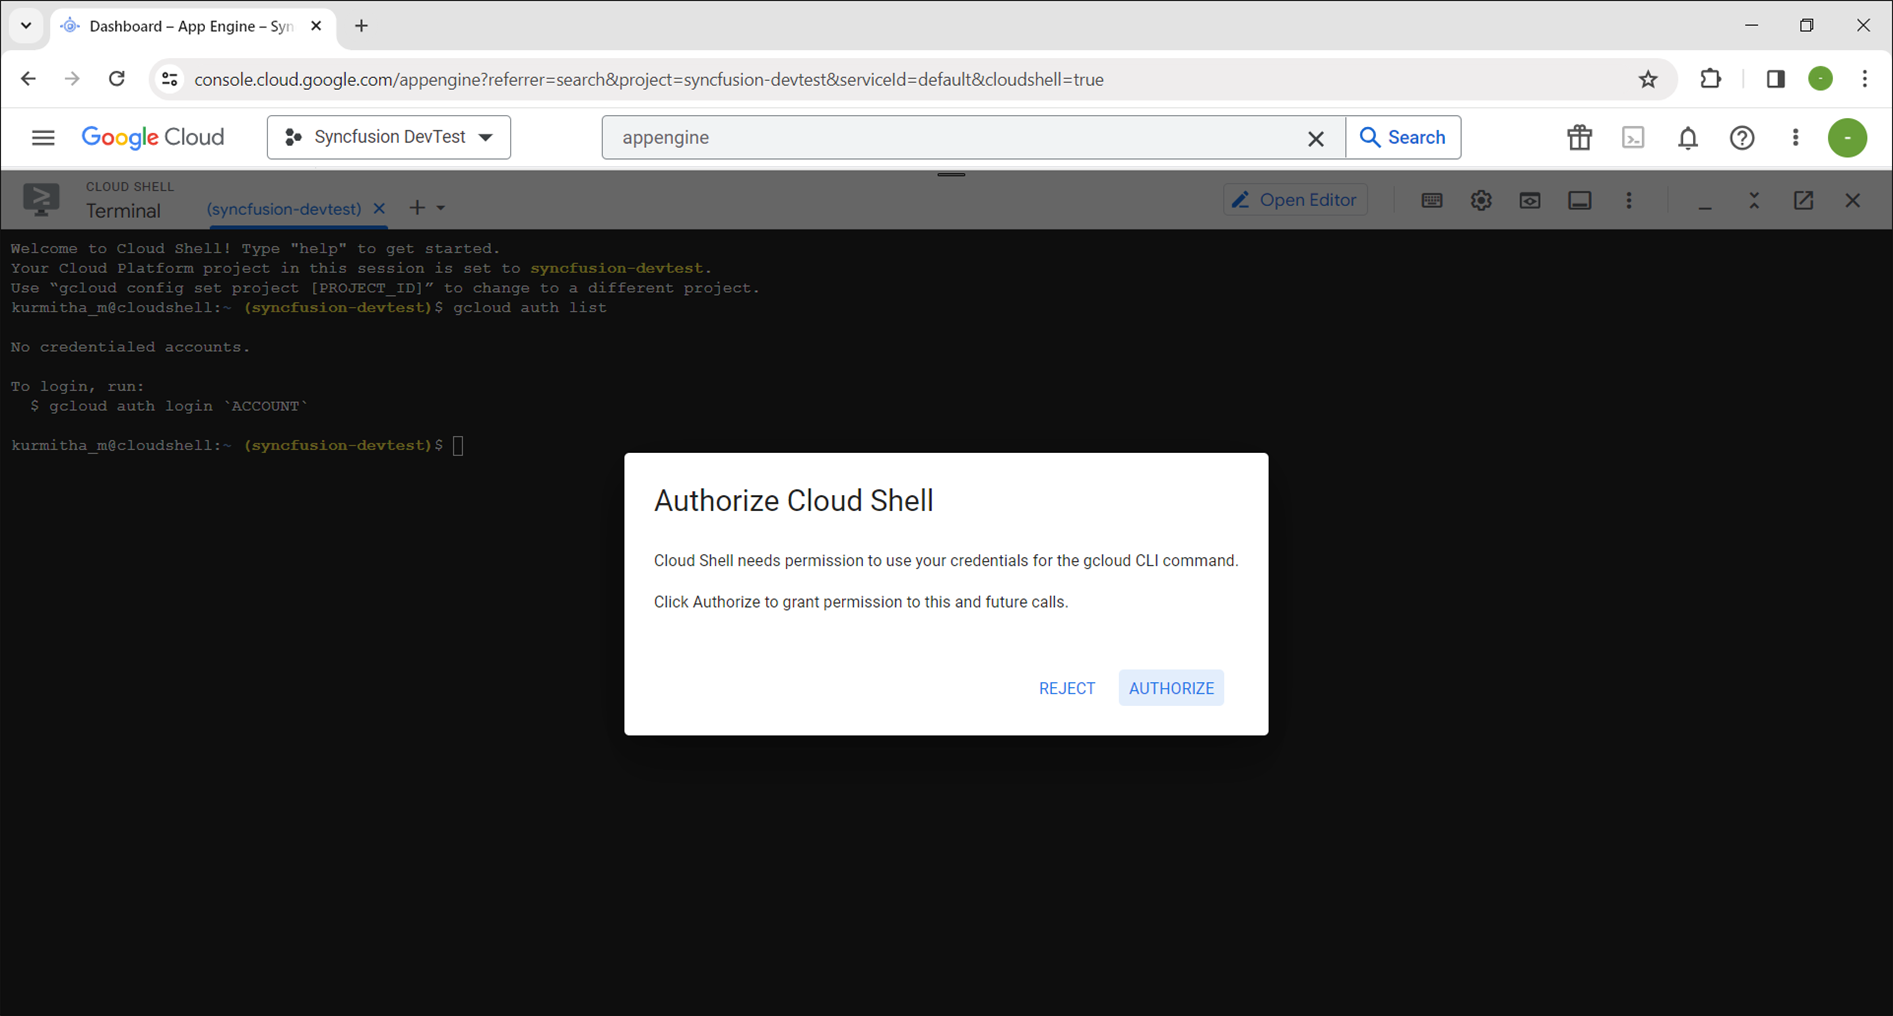 Dashboard – App Engine – Syn
console.cloud.google.com/appengine?referrer=search&project=syncfusion-devtest&serviceId=default&cloudshell=true
Google Cloud
Syncfusion DevTest
appengine
Search
-
CLOUD SHELL
Terminal
(syncfusion-devtest)
Open Editor
Welcome to Cloud Shell! Type "help" to get started.
Your Cloud Platform project in this session is set to syncfusion-devtest.
Use “gcloud config set project [PROJECT_ID]” to change to a different project.
kurmitha_m@cloudshell:~ (syncfusion-devtest)$ gcloud auth list
No credentialed accounts.
To login, run:
$ gcloud auth login `ACCOUNT`
kurmitha_m@cloudshell:~ (syncfusion-devtest)$
Authorize Cloud Shell
Cloud Shell needs permission to use your credentials for the gcloud CLI command.
Click Authorize to grant permission to this and future calls.
REJECT
AUTHORIZE